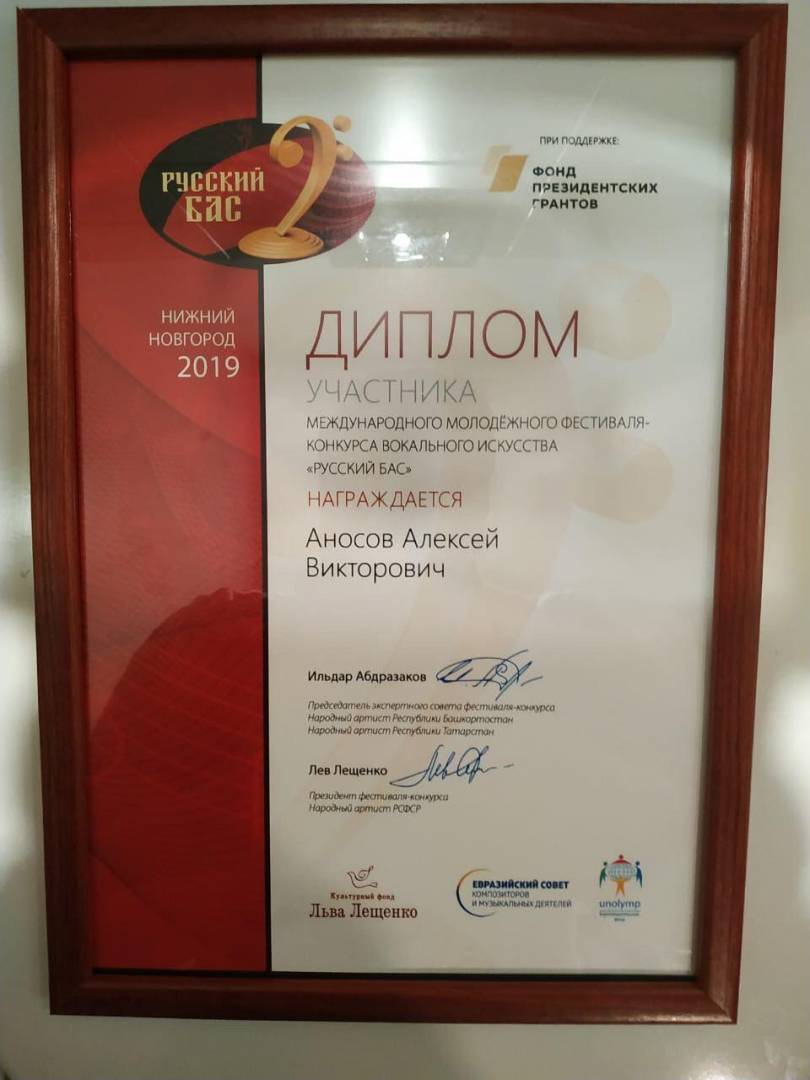 РУССКИЙ
БАС
ПРИ ПОДДЕРЖКЕ:
ФОНД
ПРЕЗИДЕНТСКИХ
ГРАНТОВ
НИЖНИЙ
НОВГОРОД
2019
ДИПЛОМ
УЧАСТНИКА
МЕЖДУНАРОДНОГО МОЛОДЁЖНОГО ФЕСТИВАЛЯ-
КОНКУРСА ВОКАЛЬНОГО ИСКУССТВА
«РУССКИЙ БАС»
НАГРАЖДАЕТСЯ
Аносов Алексей
Викторович
Ильдар Абдразаков
Председатель экспертного совета фестиваля-конкурса
Народный артист Республики Башкортостан
Народный артист Республики Татарстан
Лев Лещенко
Президент фестиваля-конкурса
Народный артист РСФСР
Культурный фонд
Льва Лещенко
ЕВРАЗИЙСКИЙ СОВЕТ
КОМПОЗИТОРОВ
И МУЗЫКАЛЬНЫХ ДЕЯТЕЛЕЙ
unolymp